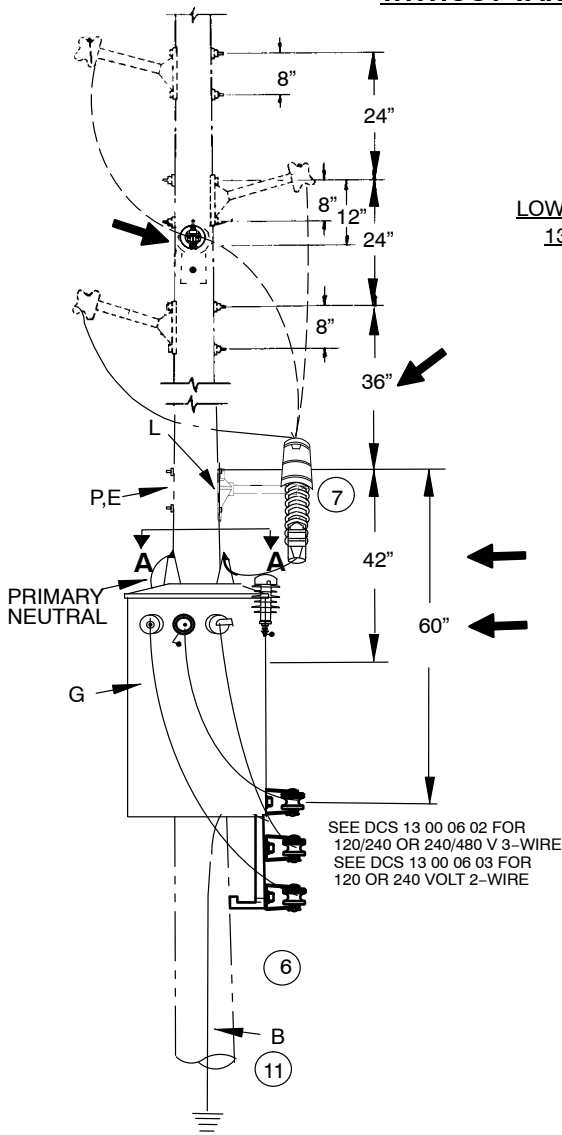 8”
24”
8”
12”
24”
LOW
13
8”
36”
L
7
P,E
A
A
42”
PRIMARY
NEUTRAL
60”
G
SEE DCS 13 00 06 02 FOR
120/240 OR 240/480 V 3−WIRE
SEE DCS 13 00 06 03 FOR
120 OR 240 VOLT 2−WIRE
6
B
11